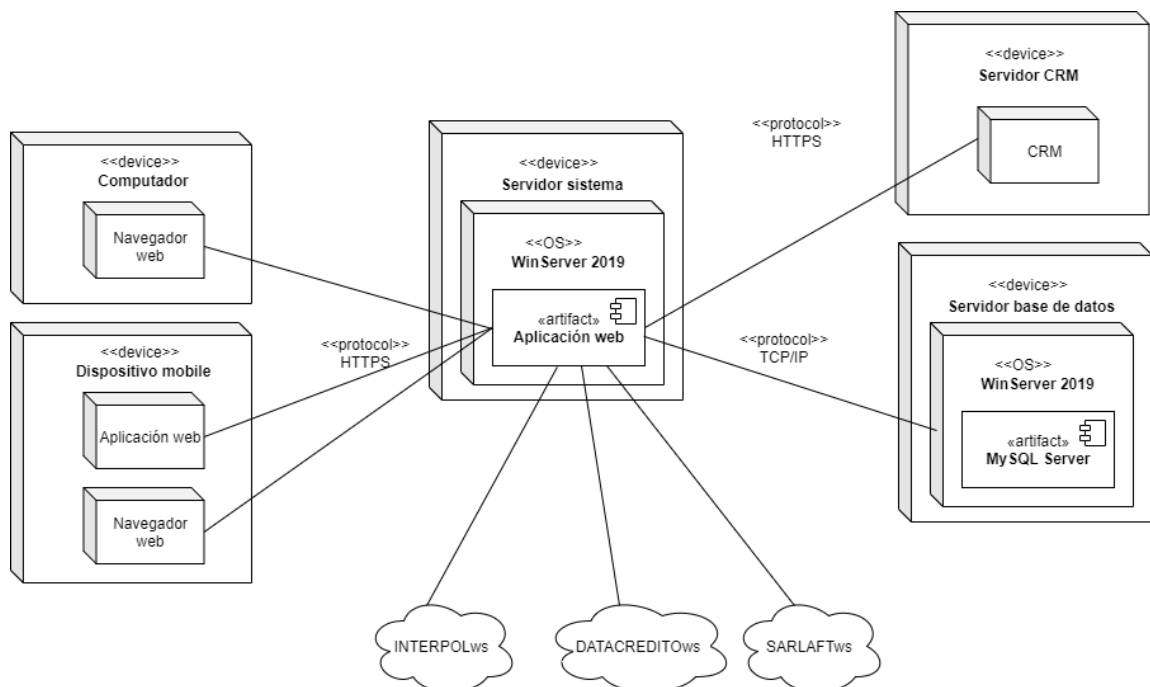 <<device>>
Computador
Navegador
web
<<device>>
Dispositivo mobile
Aplicación web
Navegador
web
<<protocol>>
HTTPS
<<device>>
Servidor sistema
<<OS>>
WinServer 2019
«artifact»
Aplicación web
<<protocol>>
HTTPS
<<device>>
Servidor CRM
CRM
<<protocol>>
TCP/IP
<<device>>
Servidor base de datos
<<OS>>
WinServer 2019
«artifact»
MySQL Server
INTERPOLws
DATACREDITOws
SARLAFTws